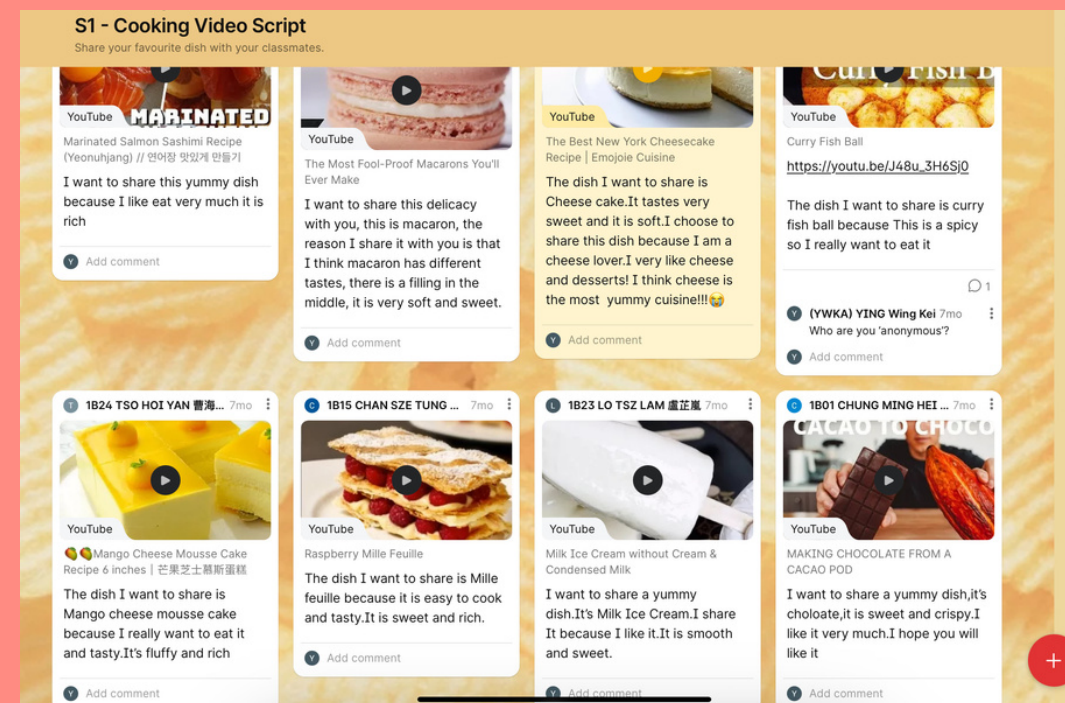 S1 - Cooking Video Script
Share your favourite dish with your classmates.
MARINATED
YouTube
Marinated Salmon Sashimi Recipe
(Yeonuhjang) // 연어장 맛있게 만들기
I want to share this yummy dish
because I like eat very much it is
rich
Y
Add comment
YouTube
The Most Fool-Proof Macarons You'll
Ever Make
I want to share this delicacy
with you, this is macaron, the
reason I share it with you is that
I think macaron has different
tastes, there is a filling in the
middle, it is very soft and sweet.
Y
Add comment
YouTube
The Best New York Cheesecake
Recipe | Emojoie Cuisine
The dish I want to share is
Cheese cake.It tastes very
sweet and it is soft.I choose to
share this dish because I am a
cheese lover.I very like cheese
and desserts! I think cheese is
the most  yummy cuisine!!!😭
Y
Add comment
Curry Fish B
YouTube
Curry Fish Ball
https://youtu.be/J48u_3H6Sj0
The dish I want to share is curry
fish ball because This is a spicy
so I really want to eat it
1
Y
(YWKA) YING Wing Kei 7mo
Who are you ‘anonymous’?
Y
Add comment
T
1B24 TSO HOI YAN 曹海... 7mo
YouTube
🥭🥭Mango Cheese Mousse Cake
Recipe 6 inches | 芒果芝士慕斯蛋糕
The dish I want to share is
Mango cheese mousse cake
because I really want to eat it
and tasty.It’s fluffy and rich
Y
Add comment
C
1B15 CHAN SZE TUNG ... 7mo
YouTube
Raspberry Mille Feuille
The dish I want to share is Mille
feuille because it is easy to cook
and tasty.It is sweet and rich.
Y
Add comment
L
1B23 LO TSZ LAM 盧芷嵐 7mo
YouTube
Milk Ice Cream without Cream &
Condensed Milk
I want to share a yummy
dish.It’s Milk Ice Cream.I share
It because I like it.It is smooth
and sweet.
Y
Add comment
C
1B01 CHUNG MING HEI ... 7mo
CACAO TO CHOCO
YouTube
MAKING CHOCOLATE FROM A
CACAO POD
I want to share a yummy dish,it’s
choloate,it is sweet and crispy.I
like it very much.I hope you will
like it
Y
Add comment